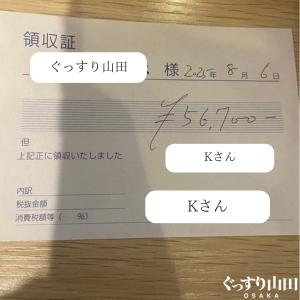 領収証
ぐっすり山田 様 2025年 8月 6日
¥56,700-
但
上記正に領収いたしました
Kさん
内訳
Kさん
税抜金額
消費税額等( %)
ぐっすり山田
OSAKA